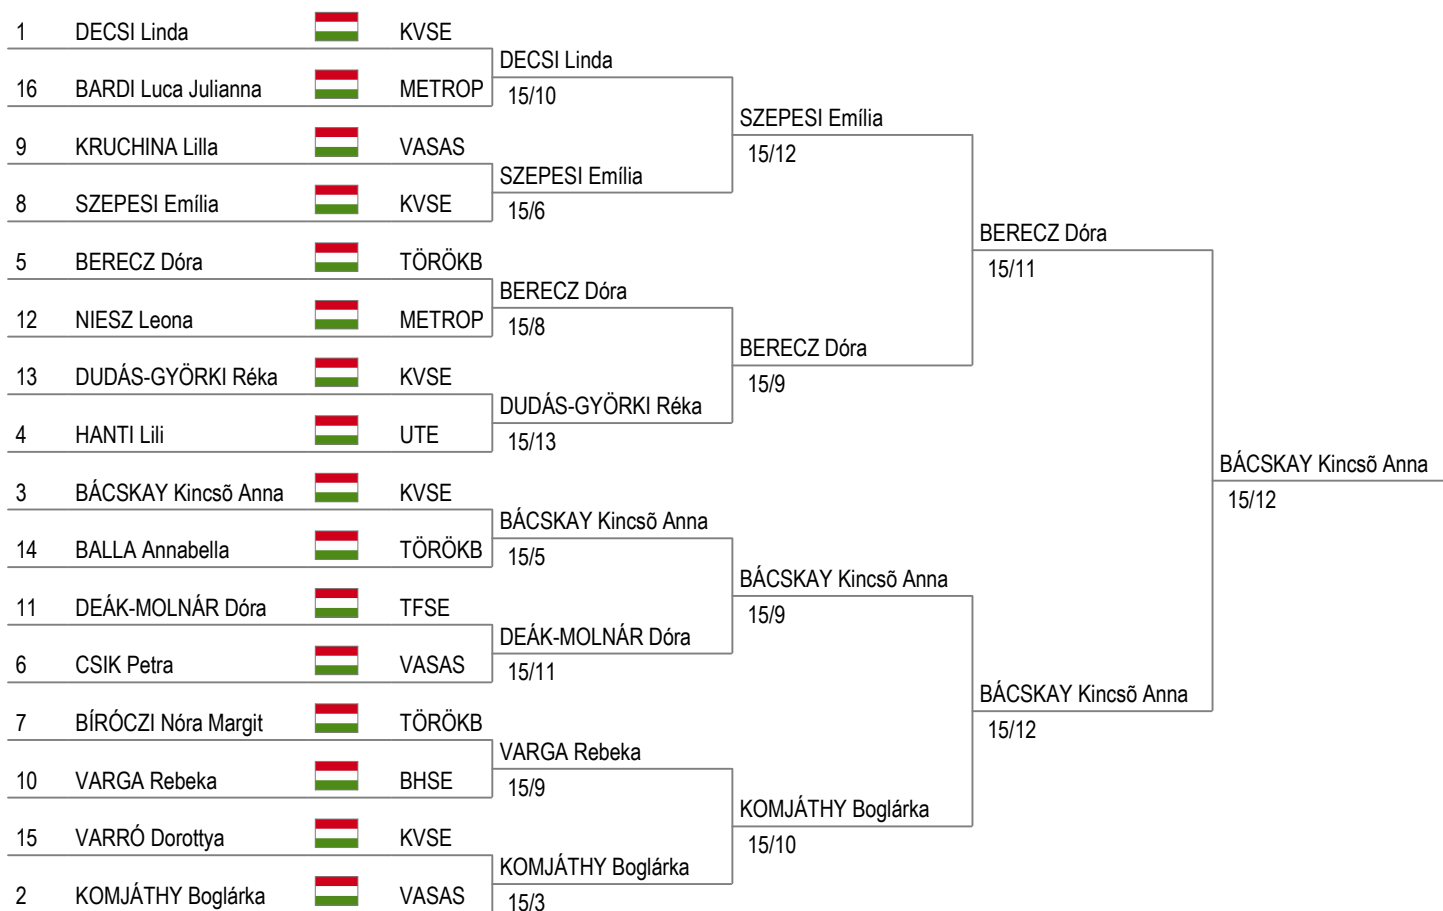 1 DECSI Linda KVSE
DECSI Linda
16 BARDI Luca Julianna METROP
15/10
SZEPESI Emília
9 KRUCHINA Lilla VASAS
15/12
SZEPESI Emília
8 SZEPESI Emília KVSE
15/6
BERECZ Dóra
5 BERECZ Dóra TÖRÖKB
15/11
BERECZ Dóra
12 NIESZ Leona METROP
15/8
BERECZ Dóra
13 DUDÁS-GYÖRKI Réka KVSE
15/9
DUDÁS-GYÖRKI Réka
4 HANTI Lili UTE
15/13
BÁCSKAY Kincsõ Anna
3 BÁCSKAY Kincsõ Anna KVSE
15/12
BÁCSKAY Kincsõ Anna
14 BALLA Annabella TÖRÖKB
15/5
BÁCSKAY Kincsõ Anna
11 DEÁK-MOLNÁR Dóra TFSE
15/9
DEÁK-MOLNÁR Dóra
6 CSIK Petra VASAS
15/11
BÁCSKAY Kincsõ Anna
7 BÍRÓCZI Nóra Margit TÖRÖKB
15/12
VARGA Rebeka
10 VARGA Rebeka BHSE
15/9
KOMJÁTHY Boglárka
15 VARRÓ Dorottya KVSE
15/10
KOMJÁTHY Boglárka
2 KOMJÁTHY Boglárka VASAS
15/3